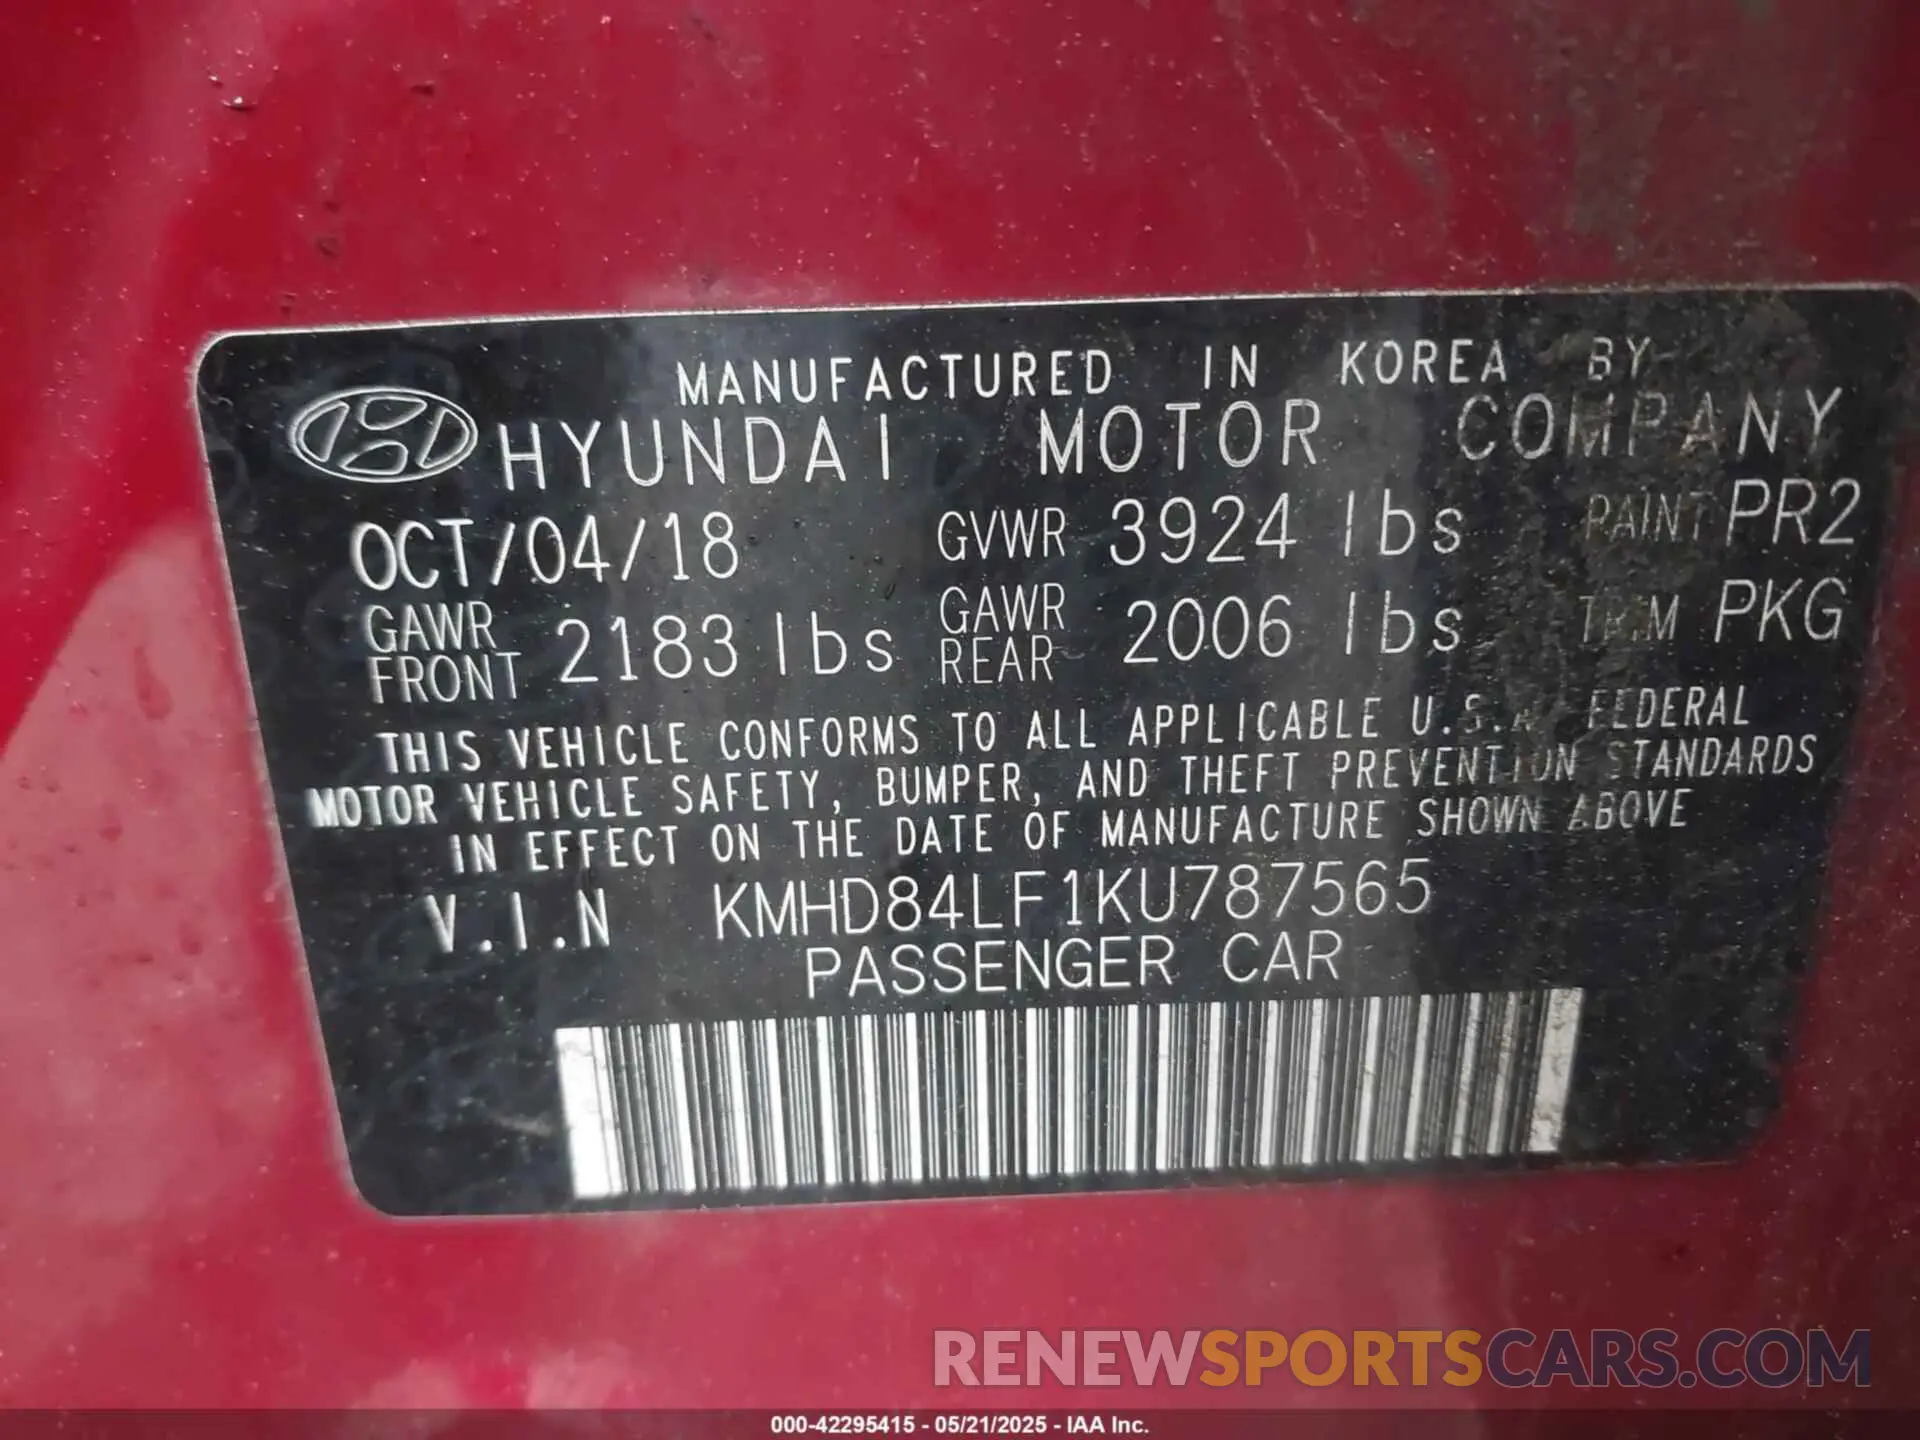 MANUFACTURED IN KOREA BY
HYUNDAI MOTOR COMPANY
OCT/04/18 GVWR 3924 lbs PAINT PR2
GAWR FRONT 2183 lbs GAWR REAR 2006 lbs TRIM PKG
THIS VEHICLE CONFORMS TO ALL APPLICABLE U.S.A. FEDERAL
MOTOR VEHICLE SAFETY, BUMPER, AND THEFT PREVENTION STANDARDS
IN EFFECT ON THE DATE OF MANUFACTURE SHOWN ABOVE
V.I.N KMHD84LF1KU787565
PASSENGER CAR
RENEWSPORTSCARS.COM
000-42295415 - 05/21/2025 - IAA Inc.